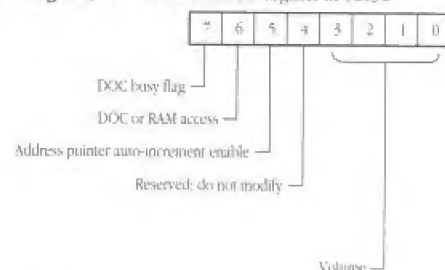 7 6 5 4 3 2 1 0
DOC busy flag
DOC or RAM access
Address pointer auto-increment enable
Reserved; do not modify
Volume